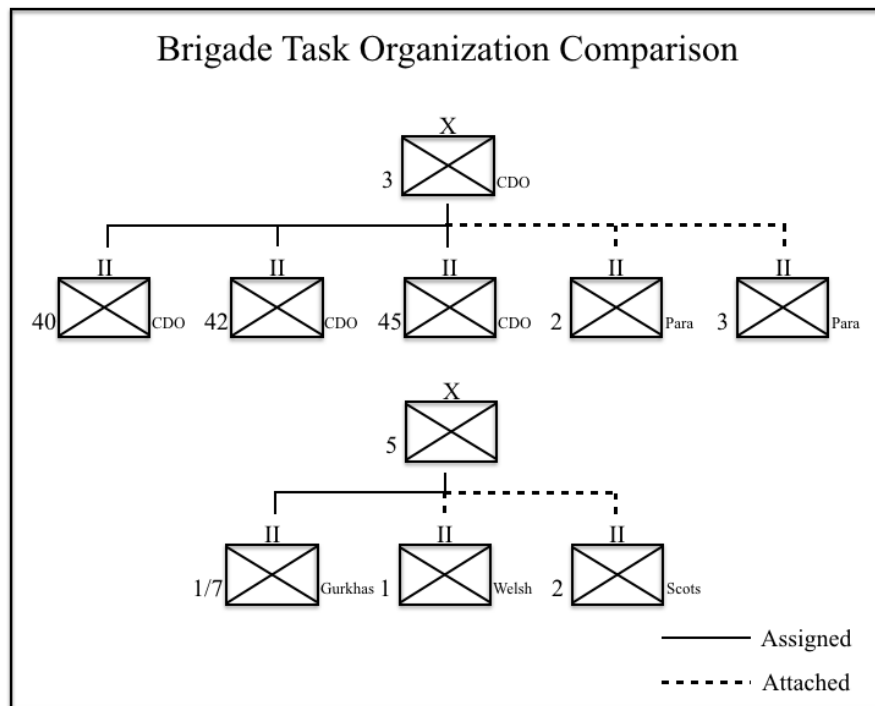 Brigade Task Organization Comparison
X
3 CDO
II II II II II
40 CDO 42 CDO 45 CDO 2 Para 3 Para
X
5
II II II
1/7 Gurkhas 1 Welsh 2 Scots
Assigned
Attached